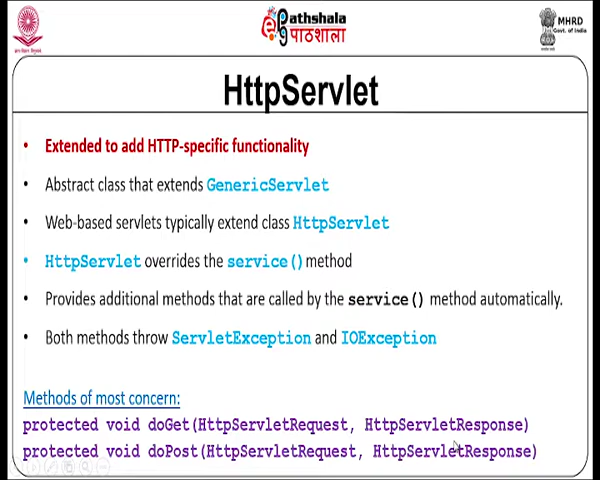 ePathshala
पाठशाला
MHRD
Govt. of India
HttpServlet
• Extended to add HTTP-specific functionality
• Abstract class that extends GenericServlet
• Web-based servlets typically extend class HttpServlet
• HttpServlet overrides the service()method
• Provides additional methods that are called by the service() method automatically.
• Both methods throw ServletException and IOException
Methods of most concern:
protected void doGet(HttpServletRequest, HttpServletResponse)
protected void doPost(HttpServletRequest, HttpServletResponse)